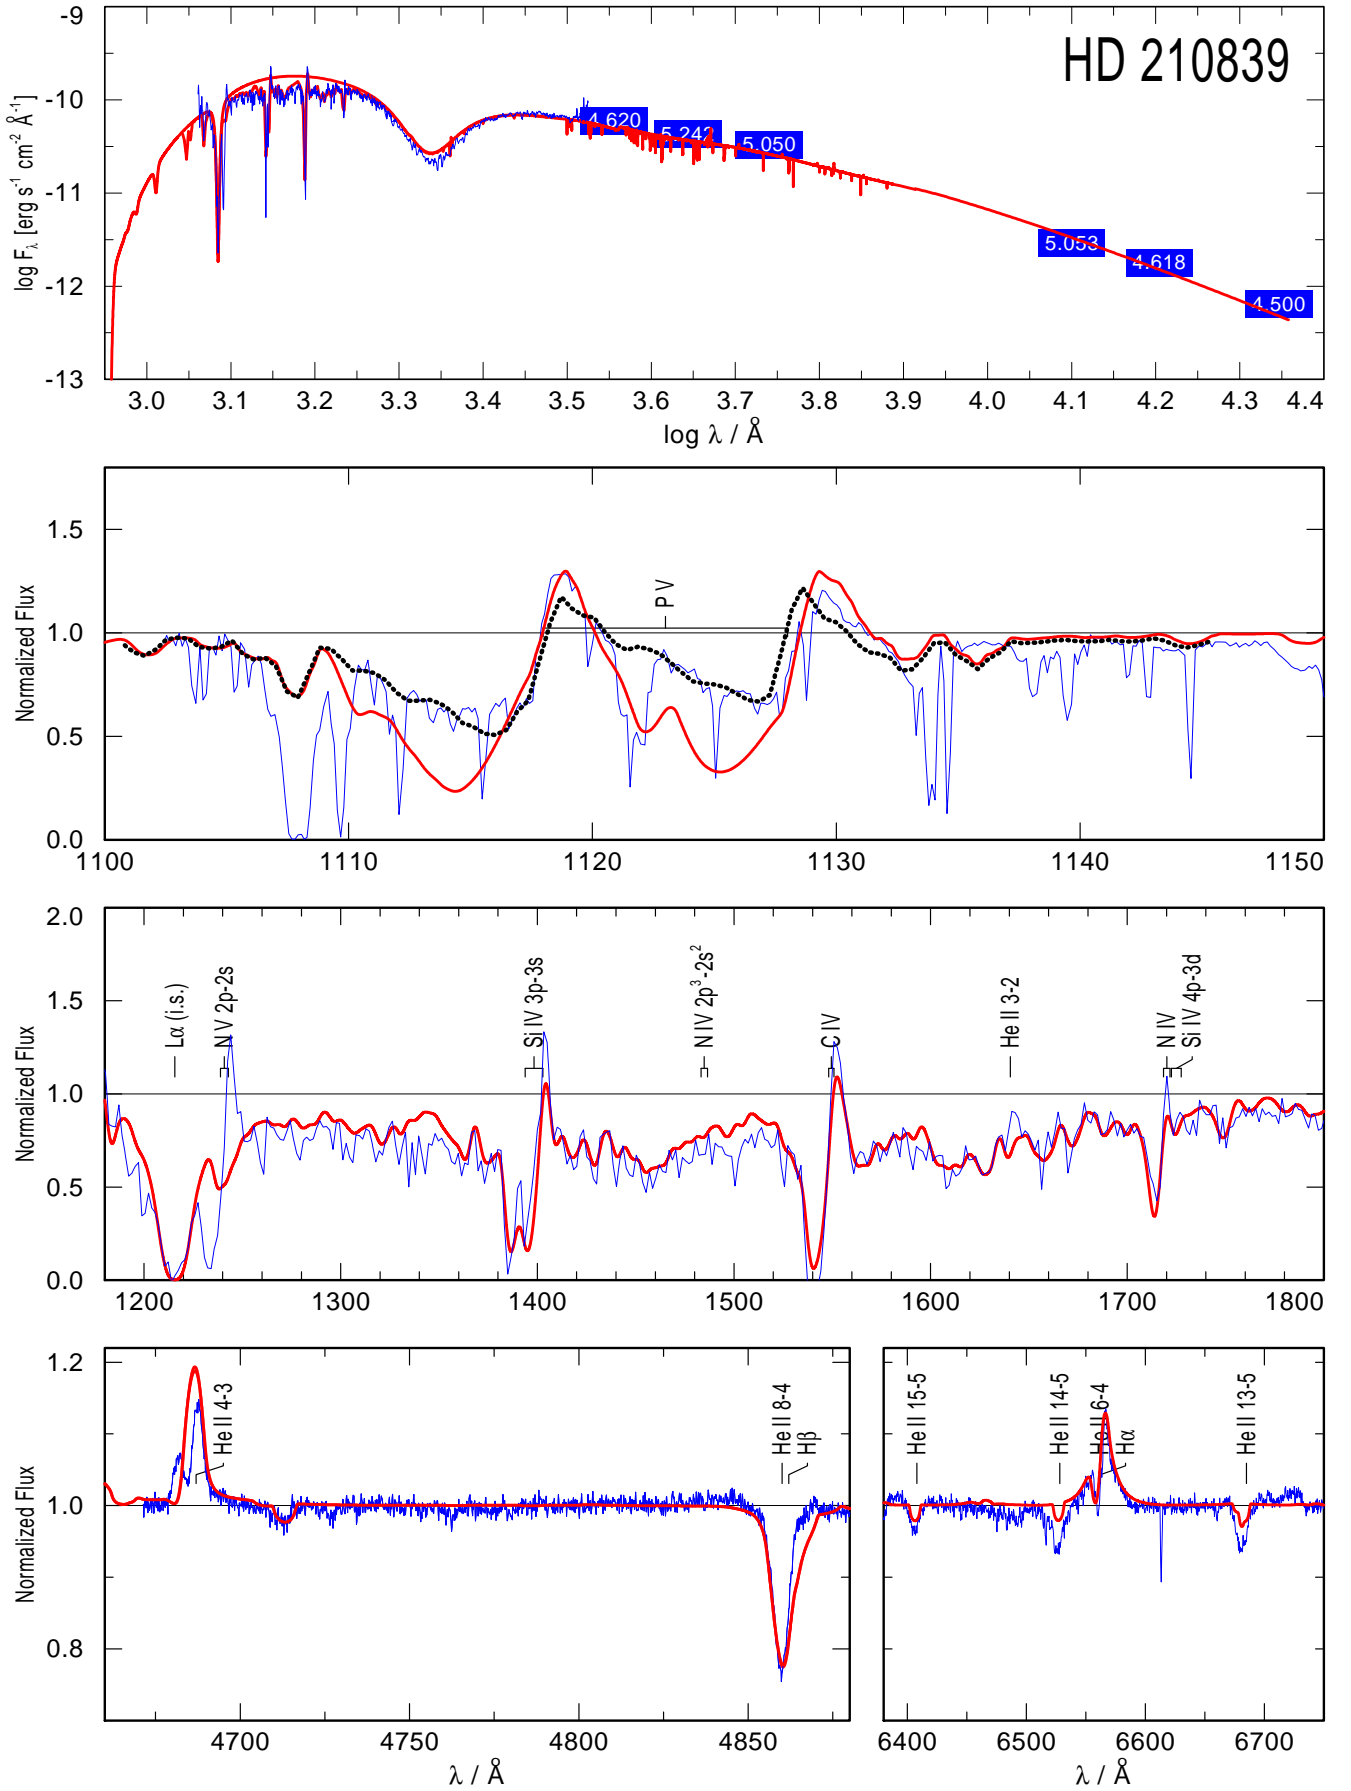 HD 210839
log Fλ [erg s⁻¹ cm⁻² Å⁻¹]
-9
-10
-11
-12
-13
4.620
5.242
5.050
5.053
4.618
4.500
3.0 3.1 3.2 3.3 3.4 3.5 3.6 3.7 3.8 3.9 4.0 4.1 4.2 4.3 4.4
log λ / Å
Normalized Flux
1.5
1.0
0.5
0.0
P V
1100 1110 1120 1130 1140 1150
Normalized Flux
2.0
1.5
1.0
0.5
0.0
Lα (i.s.)
N V 2p-2s
Si IV 3p-3s
N IV 2p³-2s²
C IV
He II 3-2
N IV
Si IV 4p-3d
1200 1300 1400 1500 1600 1700 1800
Normalized Flux
1.2
1.0
0.8
He II 4-3
He II 8-4
Hβ
4700 4750 4800 4850
λ / Å
He II 15-5
He II 14-5
He II 6-4
Hα
He II 13-5
6400 6500 6600 6700
λ / Å